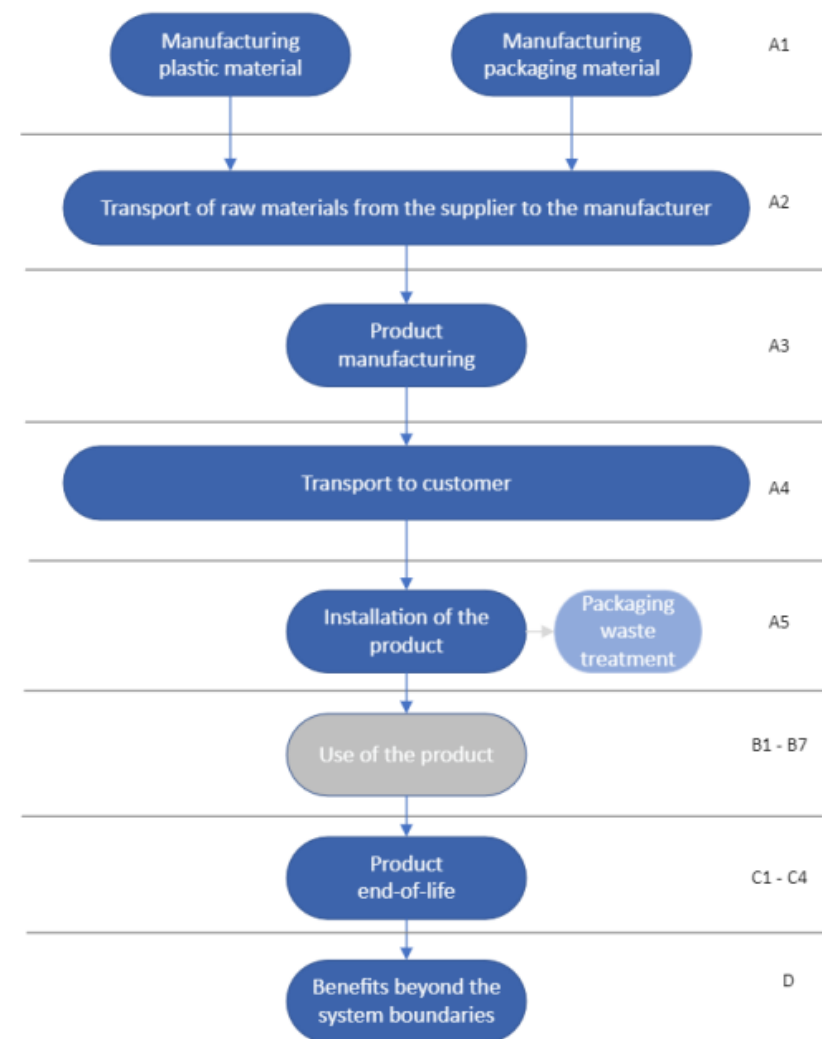 Manufacturing
plastic material
Manufacturing
packaging material
A1
Transport of raw materials from the supplier to the manufacturer
A2
Product
manufacturing
A3
Transport to customer
A4
Installation of the
product
Packaging
waste
treatment
A5
Use of the product
B1 - B7
Product
end-of-life
C1 - C4
Benefits beyond the
system boundaries
D